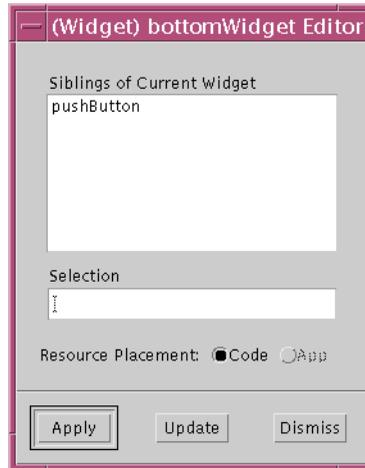 (Widget) bottomWidget Editor
Siblings of Current Widget
pushButton
Selection
Resource Placement: Code App
Apply Update Dismiss